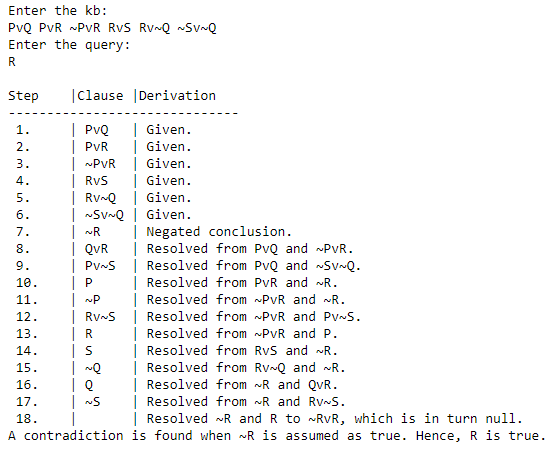 Enter the kb:
PvQ PvR ~PvR RvS Rv~Q ~Sv~Q
Enter the query:
R
Step    |Clause |Derivation
------------------------------
 1.     | PvQ   | Given.
 2.     | PvR   | Given.
 3.     | ~PvR  | Given.
 4.     | RvS   | Given.
 5.     | Rv~Q  | Given.
 6.     | ~Sv~Q | Given.
 7.     | ~R    | Negated conclusion.
 8.     | QvR   | Resolved from PvQ and ~PvR.
 9.     | Pv~S  | Resolved from PvQ and ~Sv~Q.
 10.    | P     | Resolved from PvR and ~R.
 11.    | ~P    | Resolved from ~PvR and ~R.
 12.    | Rv~S  | Resolved from ~PvR and Pv~S.
 13.    | R     | Resolved from ~PvR and P.
 14.    | S     | Resolved from RvS and ~R.
 15.    | ~Q    | Resolved from Rv~Q and ~R.
 16.    | Q     | Resolved from ~R and QvR.
 17.    | ~S    | Resolved from ~R and Rv~S.
 18.    |       | Resolved ~R and R to ~RvR, which is in turn null.
A contradiction is found when ~R is assumed as true. Hence, R is true.